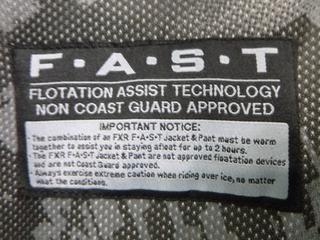 F·A·S·T
FLOTATION ASSIST TECHNOLOGY
NON COAST GUARD APPROVED
IMPORTANT NOTICE:
- The combination of an FXR F·A·S·T Jacket & Pant must be worn
together to assist you in staying afloat for up to 2 hours.
- The FXR F·A·S·T Jacket & Pant are not approved floatation devices
and are not Coast Guard Approved.
- Always exercise extreme caution when riding over ice, no matter
what the conditions.